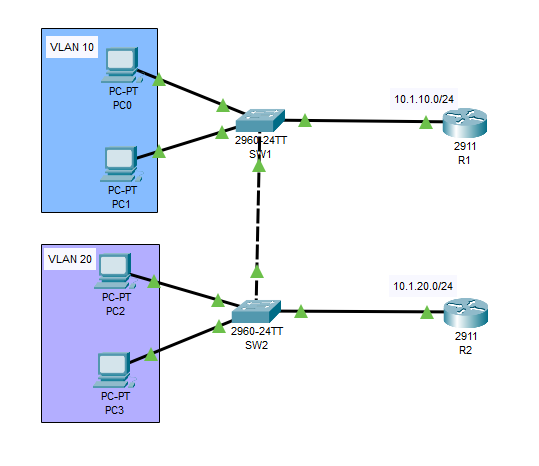 VLAN 10
PC-PT
PC0
PC-PT
PC1
2960-24TT
SW1
10.1.10.0/24
2911
R1
VLAN 20
PC-PT
PC2
PC-PT
PC3
2960-24TT
SW2
10.1.20.0/24
2911
R2